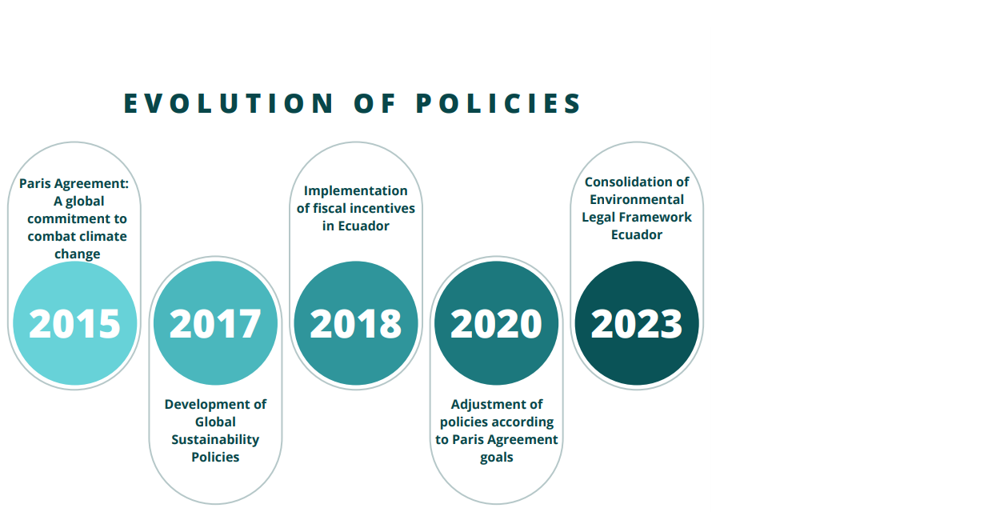 EVOLUTION OF POLICIES
Paris Agreement:
A global
commitment to
combat climate
change
2015
2017
Development of
Global
Sustainability
Policies
Implementation
of fiscal incentives
in Ecuador
2018
2020
Adjustment of
policies according
to Paris Agreement
goals
Consolidation of
Environmental
Legal Framework
Ecuador
2023